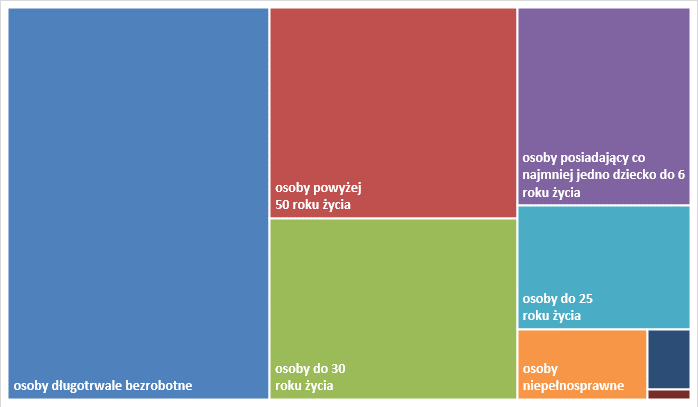 osoby długotrwale bezrobotne
osoby powyżej
50 roku życia
osoby do 30
roku życia
osoby posiadający co
najmniej jedno dziecko do 6
roku życia
osoby do 25
roku życia
osoby
niepełnosprawne